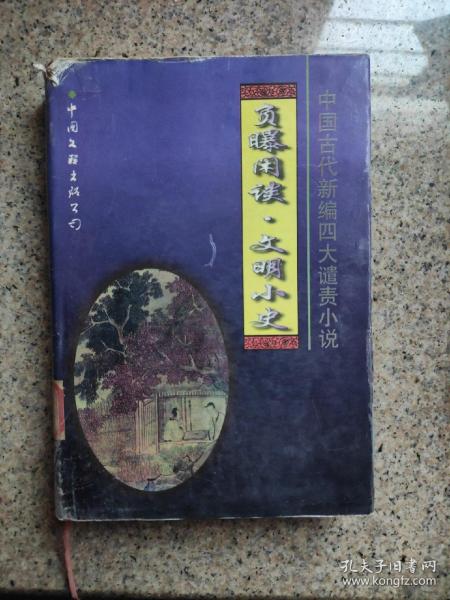 中国古代新编四大谴责小说
负曝闲谈·文明小史
中国文联出版公司
孔夫子旧书网
www.kongfz.com